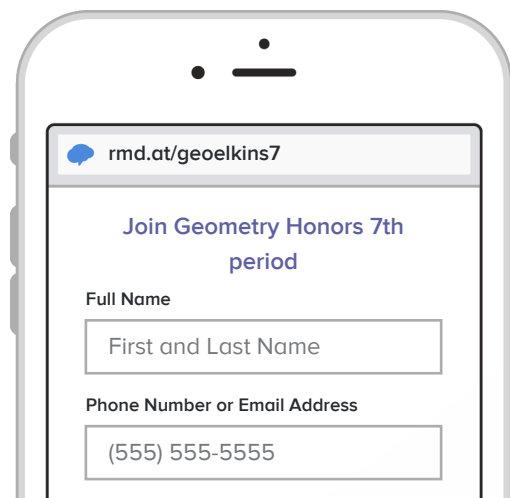 rmd.at/geoelkins7
Join Geometry Honors 7th
period
Full Name
First and Last Name
Phone Number or Email Address
(555) 555-5555